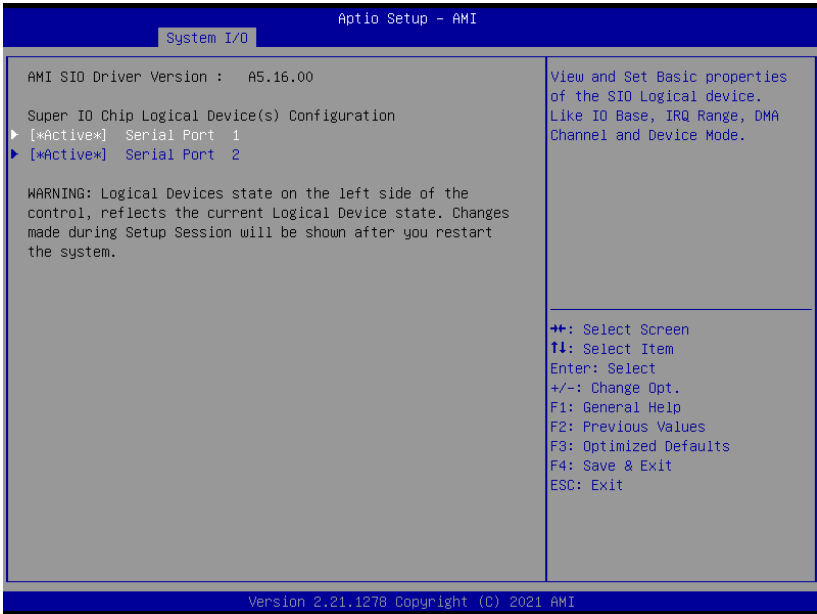 Aptio Setup – AMI
System I/O
AMI SIO Driver Version :   A5.16.00
Super IO Chip Logical Device(s) Configuration
▶ [*Active*]  Serial Port  1
▶ [*Active*]  Serial Port  2
WARNING: Logical Devices state on the left side of the
control, reflects the current Logical Device state. Changes
made during Setup Session will be shown after you restart
the system.
View and Set Basic properties
of the SIO Logical device.
Like IO Base, IRQ Range, DMA
Channel and Device Mode.
→←: Select Screen
↑↓: Select Item
Enter: Select
+/-: Change Opt.
F1: General Help
F2: Previous Values
F3: Optimized Defaults
F4: Save & Exit
ESC: Exit
Version 2.21.1278 Copyright (C) 2021 AMI